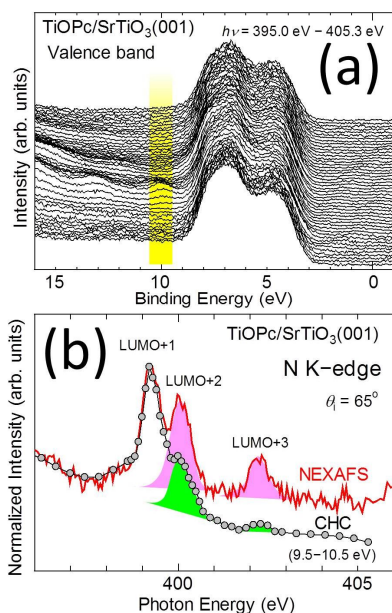 TiOPc/SrTiO₃(001)
hν = 395.0 eV − 405.3 eV
Valence band
(a)
Intensity (arb. units)
15 10 5 0
Binding Energy (eV)
TiOPc/SrTiO₃(001)
(b)
LUMO+1
N K−edge
LUMO+2
θᵢ = 65°
LUMO+3
NEXAFS
CHC
(9.5−10.5 eV)
Normalized Intensity (arb. units)
400 405
Photon Energy (eV)